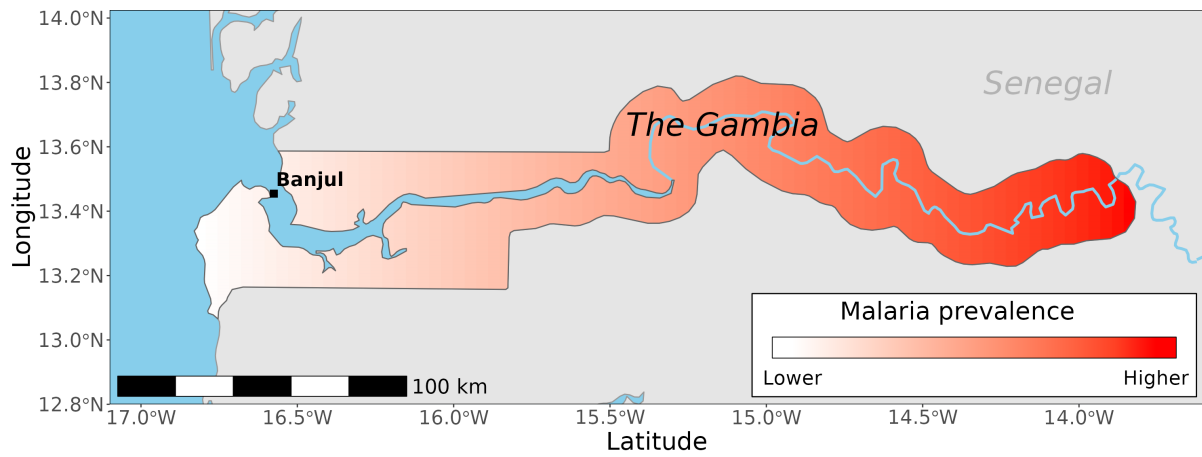 14.0°N
13.8°N
13.6°N
13.4°N
13.2°N
13.0°N
12.8°N
Longitude
Senegal
The Gambia
Banjul
Malaria prevalence
Lower Higher
100 km
17.0°W 16.5°W 16.0°W 15.5°W 15.0°W 14.5°W 14.0°W
Latitude